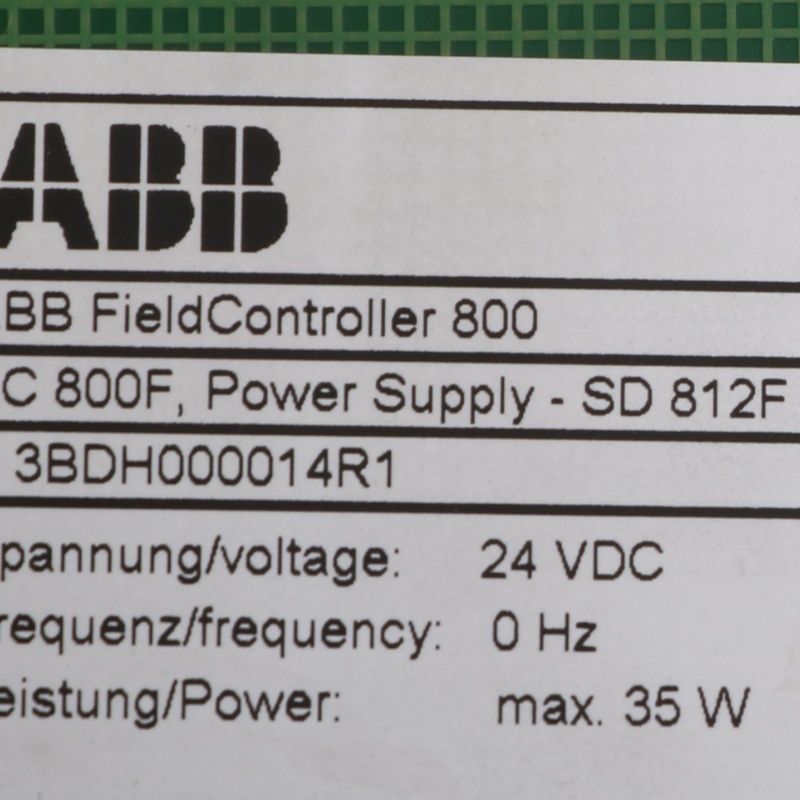 ABB
BB FieldController 800
C 800F, Power Supply - SD 812F
3BDH000014R1
pannung/voltage: 24 VDC
requenz/frequency: 0 Hz
eistung/Power: max. 35 W